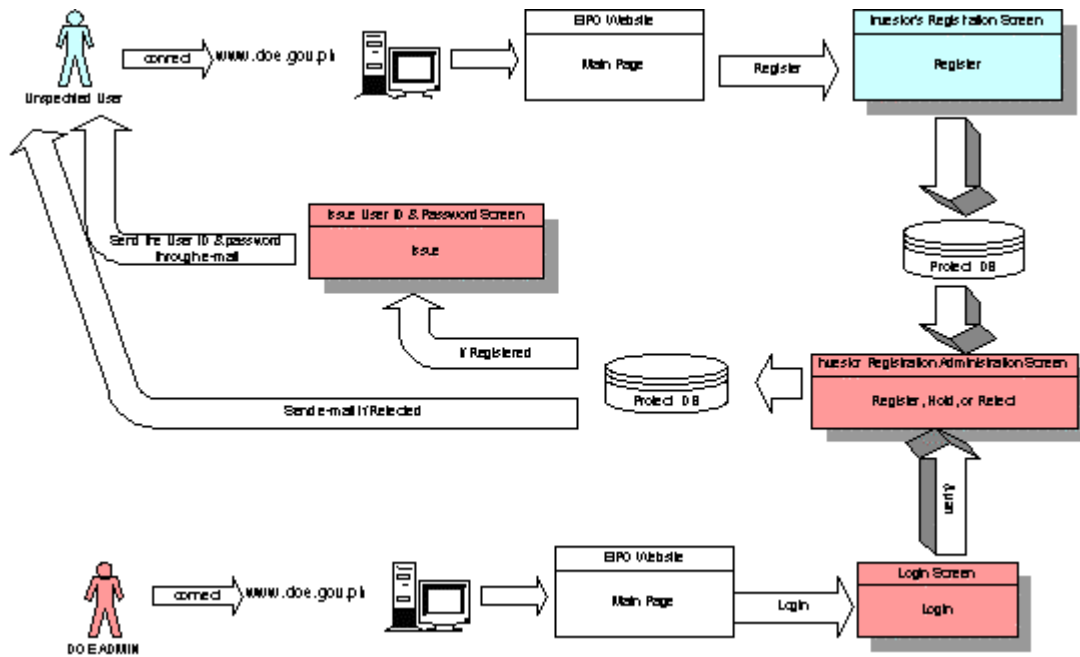 EIPO Website
Investor's Registration Screen
connect
www.doe.gov.ph
Main Page
Register
Register
Unspecified User
Issue User ID & Password Screen
Send the User ID & password
through e-mail
Issue
Project DB
If Registered
Investor Registration Administration Screen
Project DB
Register, Hold, or Reject
Send e-mail if Rejected
verify
EIPO Website
Login Screen
connect
www.doe.gov.ph
Main Page
Login
Login
DOE ADMIN